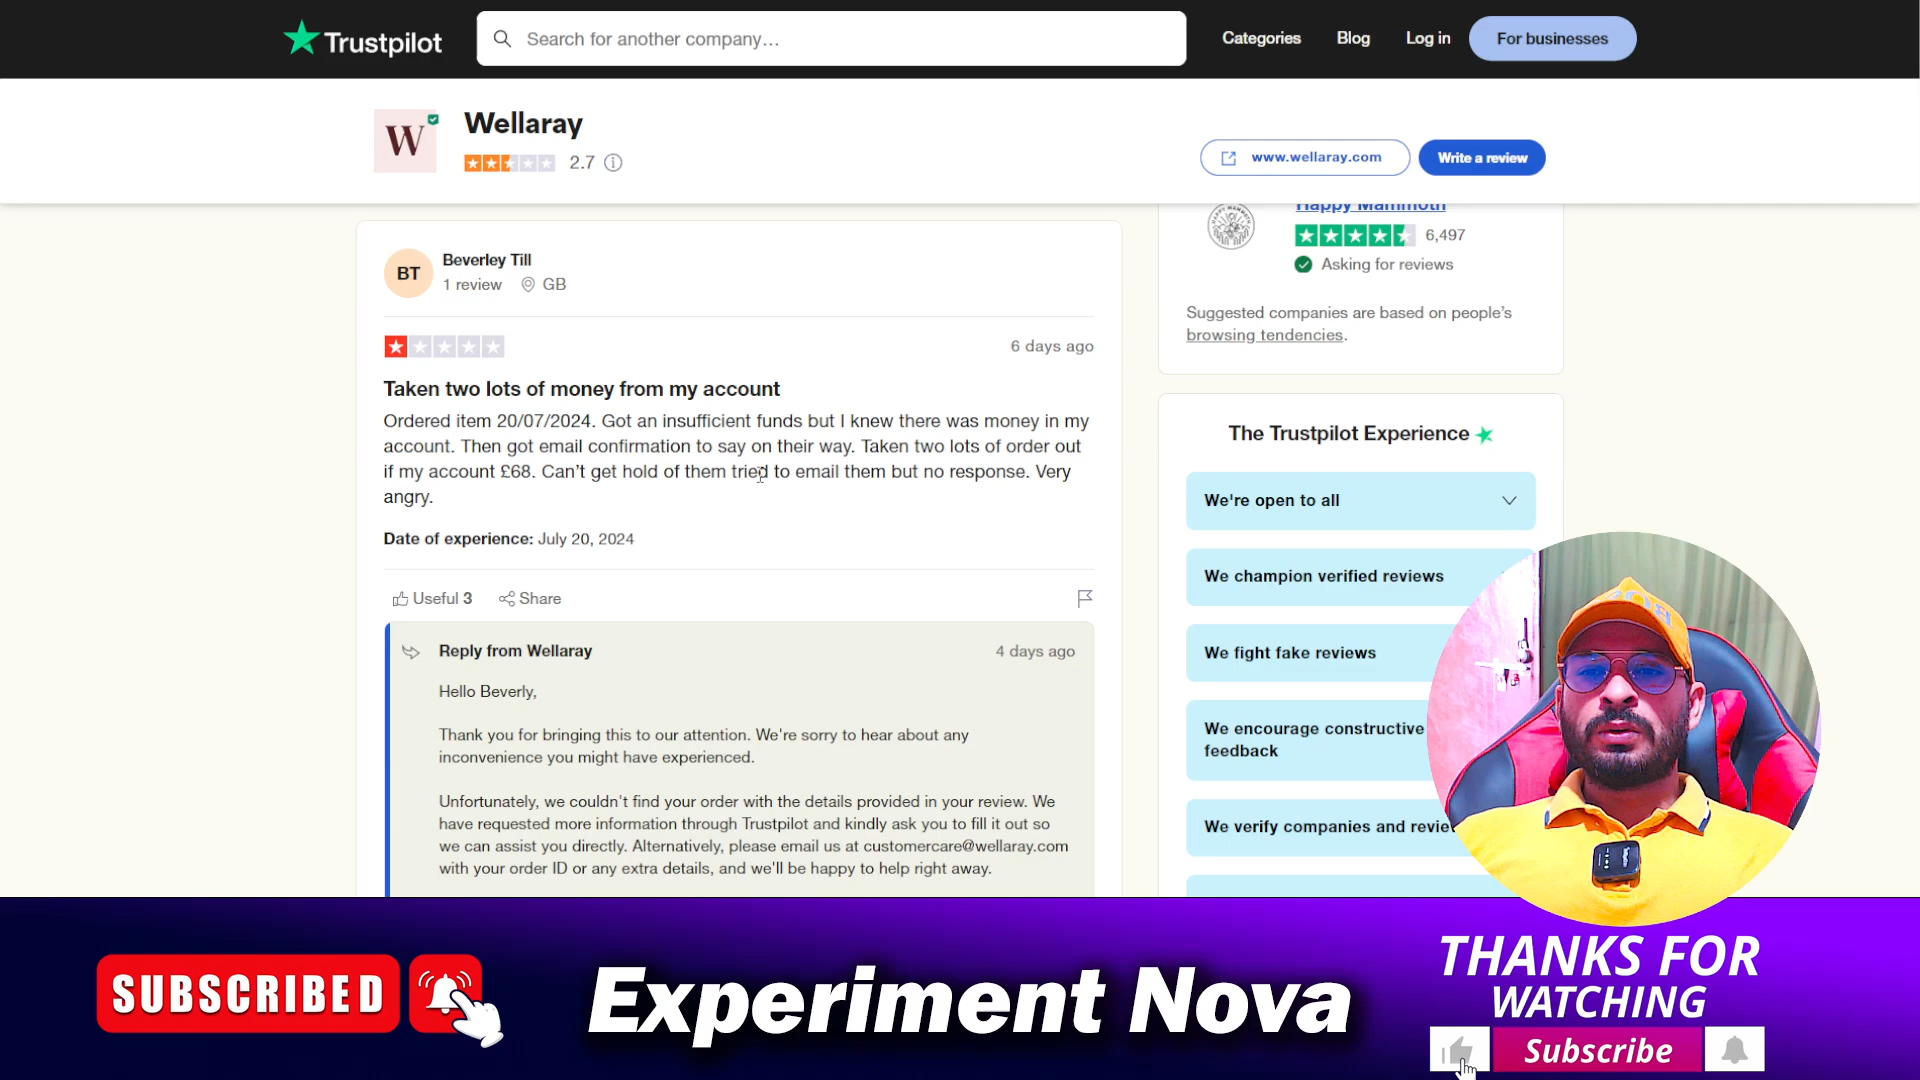 Trustpilot
Search for another company…
Categories
Blog
Log in
For businesses
W
Wellaray
2.7
www.wellaray.com
Write a review
Happy Mammoth
6,497
Asking for reviews
Suggested companies are based on people's
browsing tendencies.
BT
Beverley Till
1 review
GB
6 days ago
Taken two lots of money from my account
Ordered item 20/07/2024. Got an insufficient funds but I knew there was money in my
account. Then got email confirmation to say on their way. Taken two lots of order out
if my account £68. Can't get hold of them tried to email them but no response. Very
angry.
Date of experience: July 20, 2024
Useful 3
Share
Reply from Wellaray
4 days ago
Hello Beverly,
Thank you for bringing this to our attention. We're sorry to hear about any
inconvenience you might have experienced.
Unfortunately, we couldn't find your order with the details provided in your review. We
have requested more information through Trustpilot and kindly ask you to fill it out so
we can assist you directly. Alternatively, please email us at customercare@wellaray.com
with your order ID or any extra details, and we'll be happy to help right away.
The Trustpilot Experience
We're open to all
We champion verified reviews
We fight fake reviews
We encourage constructive
feedback
We verify companies and
SUBSCRIBED
Experiment Nova
THANKS FOR
WATCHING
Subscribe